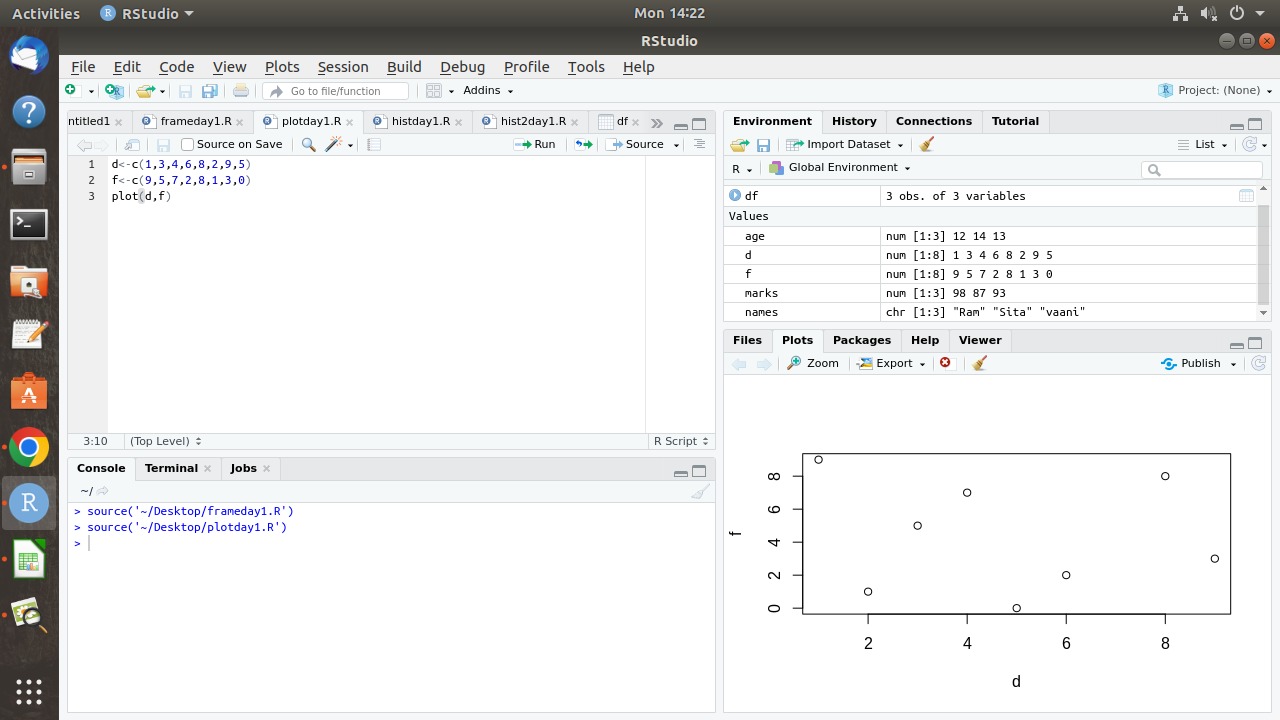 Activities RStudio Mon 14:22
RStudio
File Edit Code View Plots Session Build Debug Profile Tools Help
Go to file/function Addins Project: (None)
ntitled1 frameday1.R plotday1.R histday1.R hist2day1.R df
Source on Save Run Source
1 d<-c(1,3,4,6,8,2,9,5)
2 f<-c(9,5,7,2,8,1,3,0)
3 plot(d,f)
3:10 (Top Level) R Script
Console Terminal Jobs
~/
> source('~/Desktop/frameday1.R')
> source('~/Desktop/plotday1.R')
>
Environment History Connections Tutorial
Import Dataset List
R Global Environment
df 3 obs. of 3 variables
Values
age num [1:3] 12 14 13
d num [1:8] 1 3 4 6 8 2 9 5
f num [1:8] 9 5 7 2 8 1 3 0
marks num [1:3] 98 87 93
names chr [1:3] "Ram" "Sita" "vaani"
Files Plots Packages Help Viewer
Zoom Export Publish
8
6
f
4
2
0
2 4 6 8
d